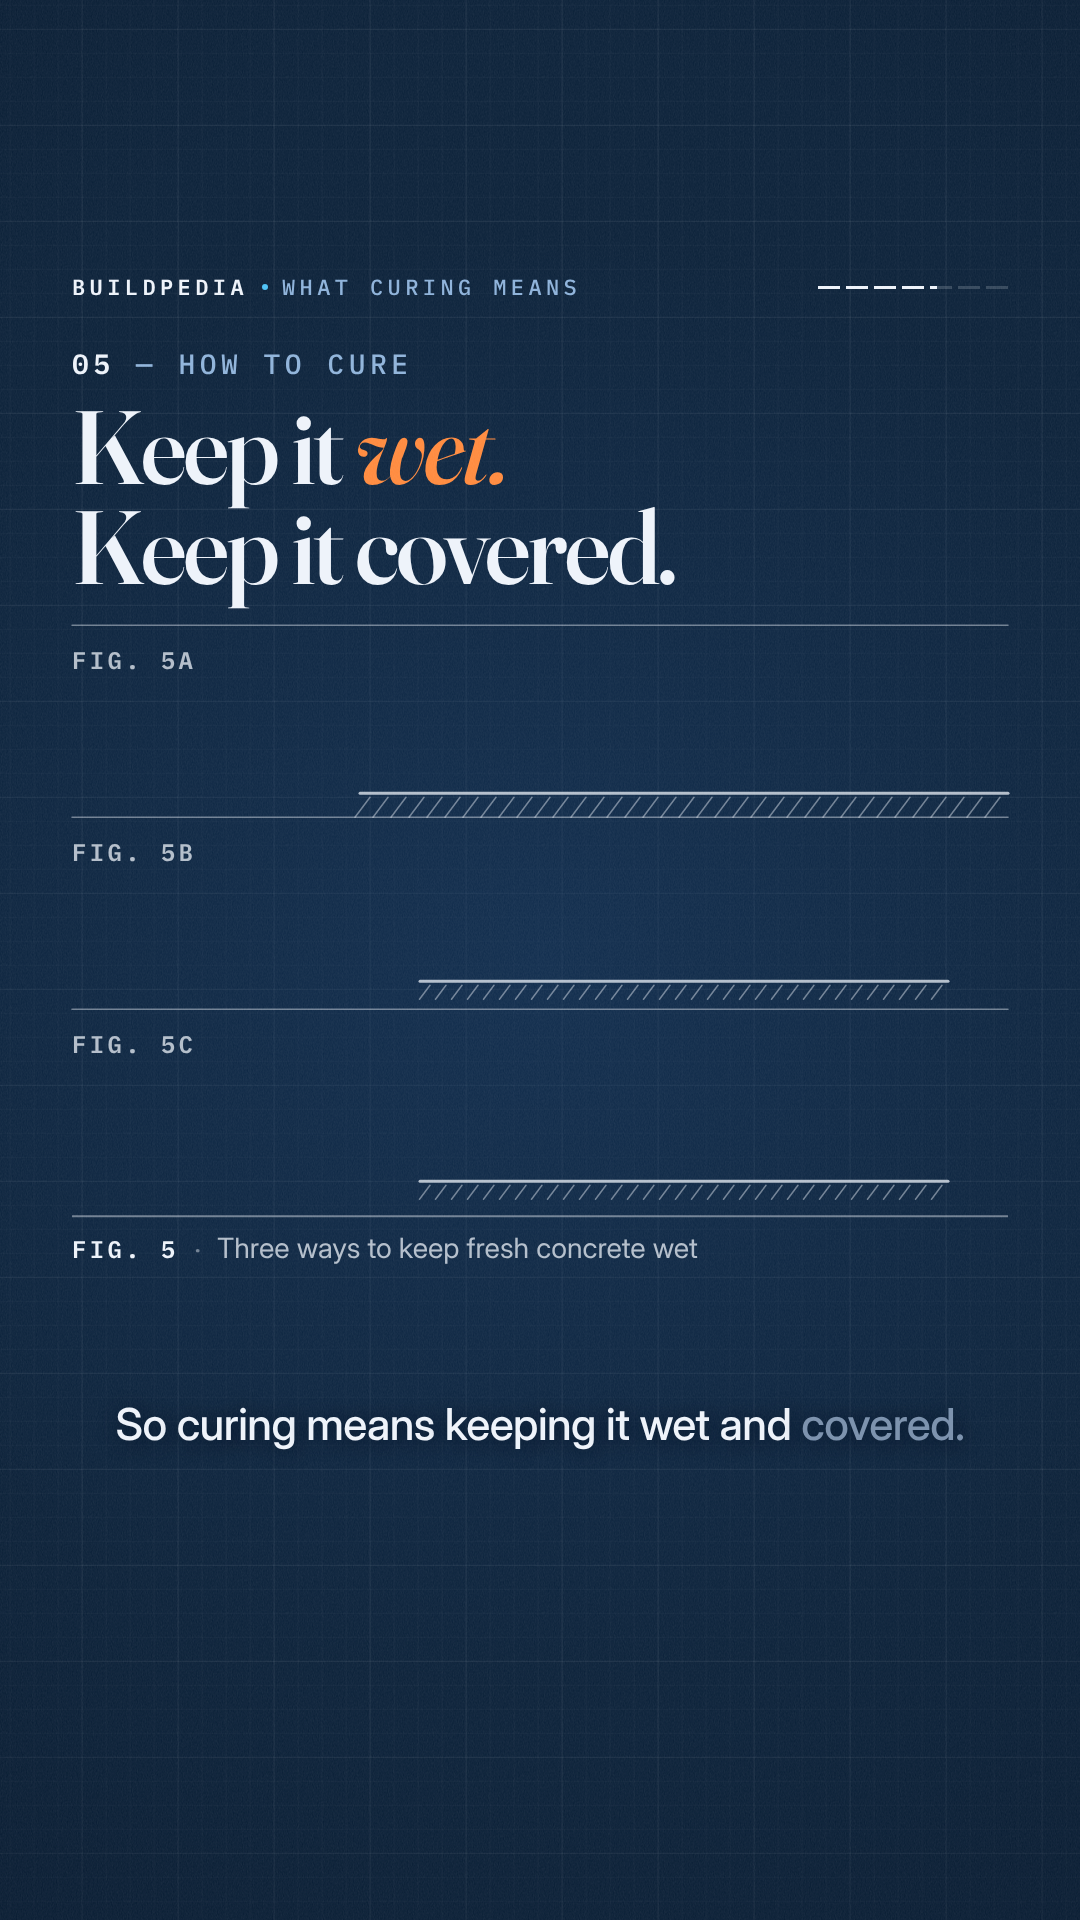 BUILDPEDIA • WHAT CURING MEANS
05 — HOW TO CURE
Keep it wet.
Keep it covered.
FIG. 5A
FIG. 5B
FIG. 5C
FIG. 5 · Three ways to keep fresh concrete wet
So curing means keeping it wet and covered.